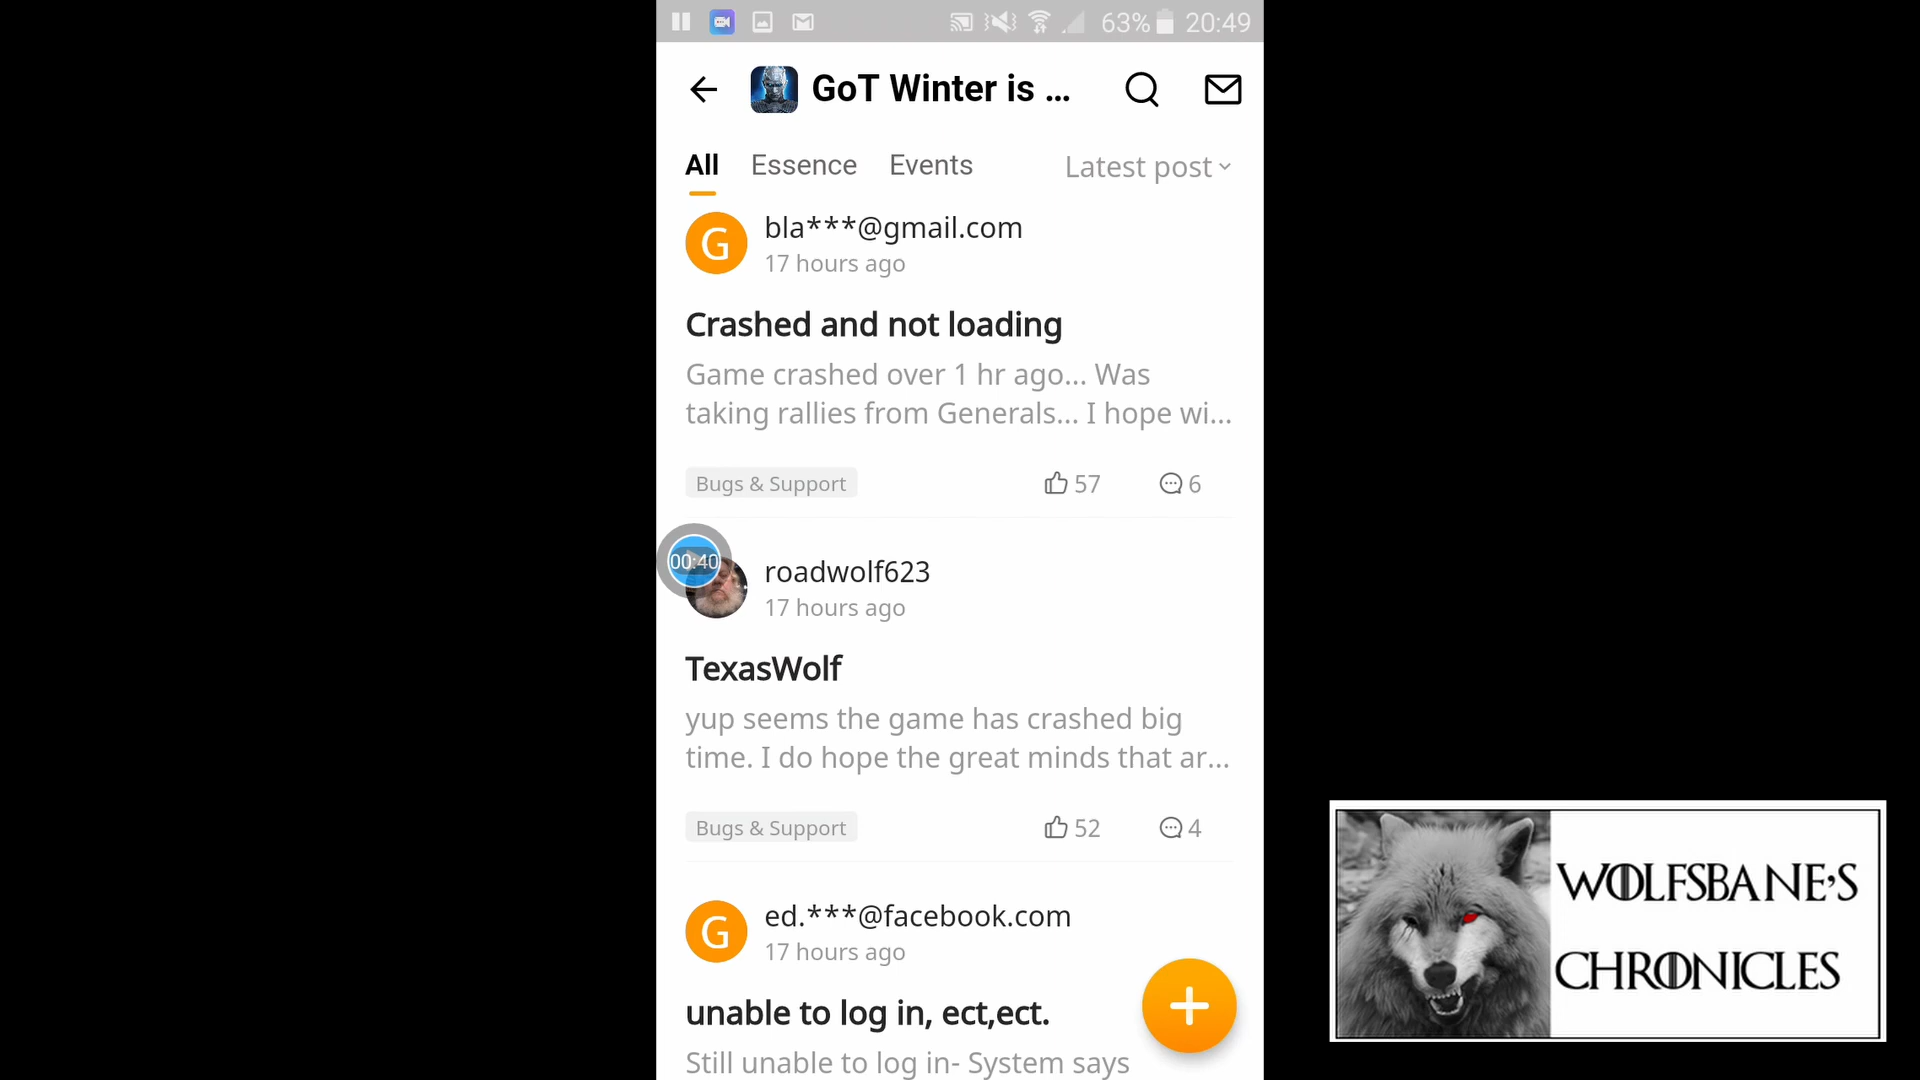 63% 20:49
GoT Winter is ...
All Essence Events Latest post
G bla***@gmail.com
17 hours ago
Crashed and not loading
Game crashed over 1 hr ago... Was
taking rallies from Generals... I hope wi...
Bugs & Support 57 6
00:40
roadwolf623
17 hours ago
TexasWolf
yup seems the game has crashed big
time. I do hope the great minds that ar...
Bugs & Support 52 4
G ed.***@facebook.com
17 hours ago
unable to log in, ect,ect.
Still unable to log in- System says
WOLFSBANE'S
CHRONICLES